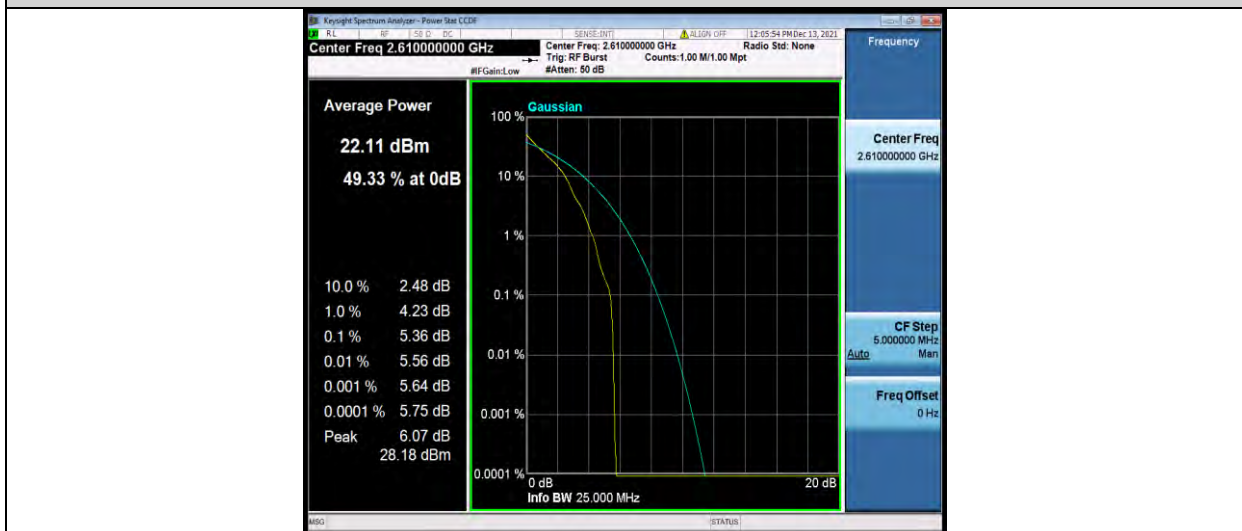 Keysight Spectrum Analyzer - Power Stat CCDF
RL RF 50 Ω DC SENSE:INT ALIGN OFF 12:05:54 PM Dec 13, 2021
Center Freq 2.610000000 GHz
Center Freq: 2.610000000 GHz
Radio Std: None
Trig: RF Burst
Counts:1.00 M/1.00 Mpt
#IFGain:Low
#Atten: 50 dB
Frequency
Average Power
22.11 dBm
49.33 % at 0dB
10.0 % 2.48 dB
1.0 % 4.23 dB
0.1 % 5.36 dB
0.01 % 5.56 dB
0.001 % 5.64 dB
0.0001 % 5.75 dB
Peak 6.07 dB
28.18 dBm
Gaussian
100 %
10 %
1 %
0.1 %
0.01 %
0.001 %
0.0001 %
0 dB
20 dB
Info BW 25.000 MHz
Center Freq
2.610000000 GHz
CF Step
5.000000 MHz
Auto Man
Freq Offset
0 Hz
MSG
STATUS